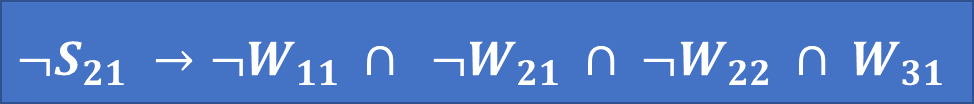 ¬S₂₁ → ¬W₁₁ ∩ ¬W₂₁ ∩ ¬W₂₂ ∩ W₃₁